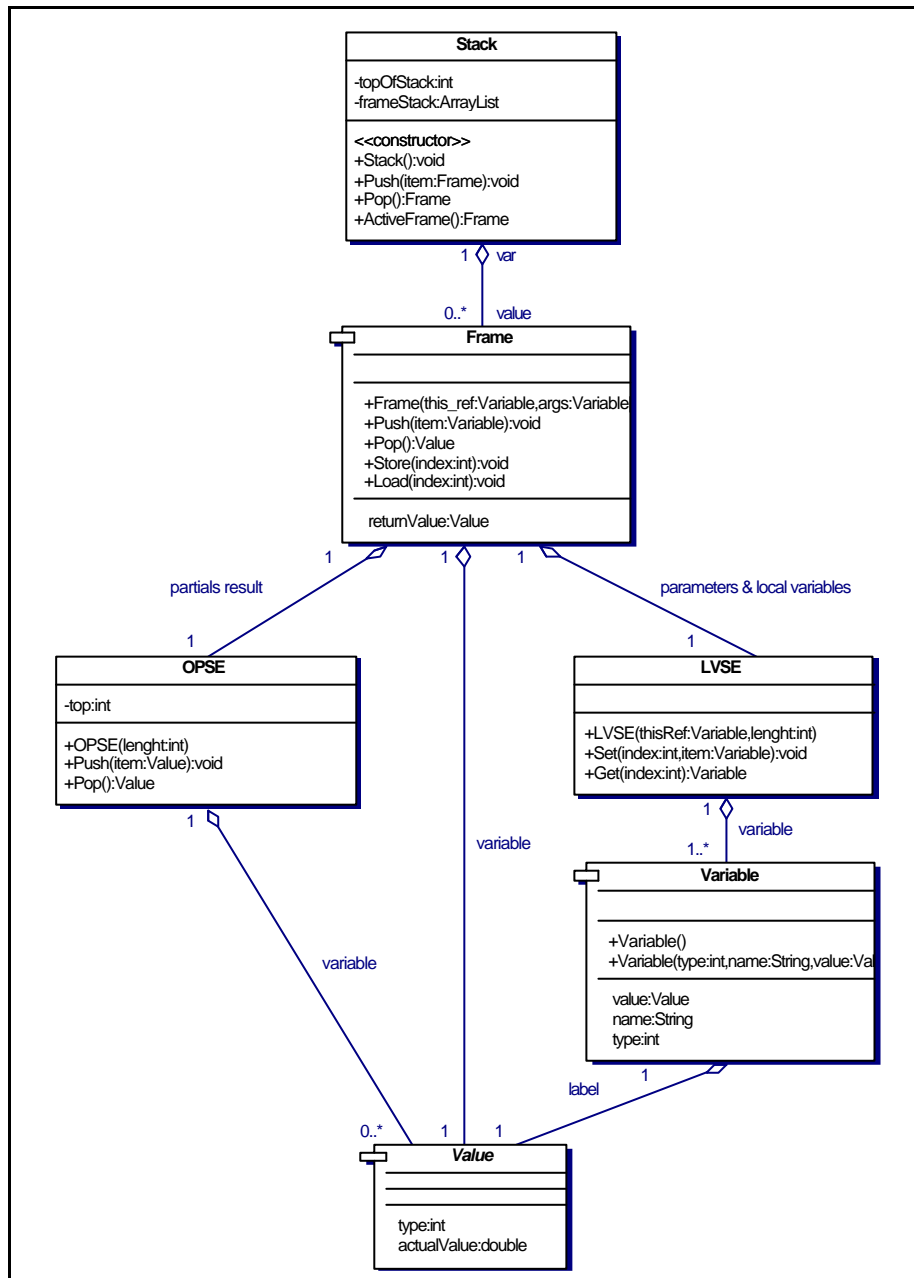 Stack
-topOfStack:int
-frameStack:ArrayList
<<constructor>>
+Stack():void
+Push(item:Frame):void
+Pop():Frame
+ActiveFrame():Frame
1 var
0..* value
Frame
+Frame(this_ref:Variable,args:Variable
+Push(item:Variable):void
+Pop():Value
+Store(index:int):void
+Load(index:int):void
returnValue:Value
1 1 1
partials result parameters & local variables
1 1
OPSE
-top:int
+OPSE(lenght:int)
+Push(item:Value):void
+Pop():Value
LVSE
+LVSE(thisRef:Variable,lenght:int)
+Set(index:int,item:Variable):void
+Get(index:int):Variable
1 1
variable variable
1..*
Variable
+Variable()
+Variable(type:int,name:String,value:Val
value:Value
name:String
type:int
variable
1
label
0..* 1 1
Value
type:int
actualValue:double